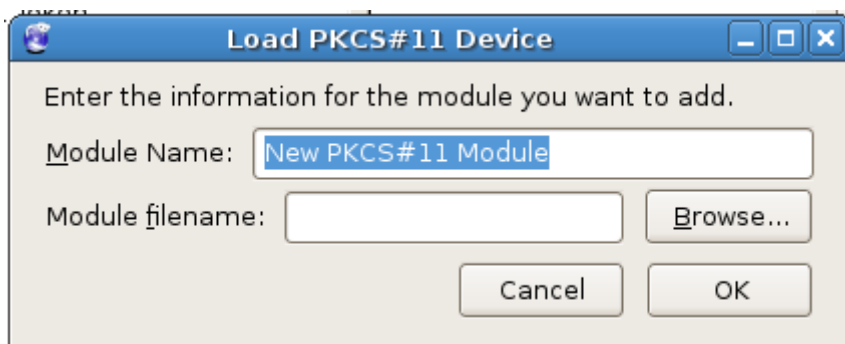 Load PKCS#11 Device
Enter the information for the module you want to add.
Module Name: New PKCS#11 Module
Module filename: Browse...
Cancel OK